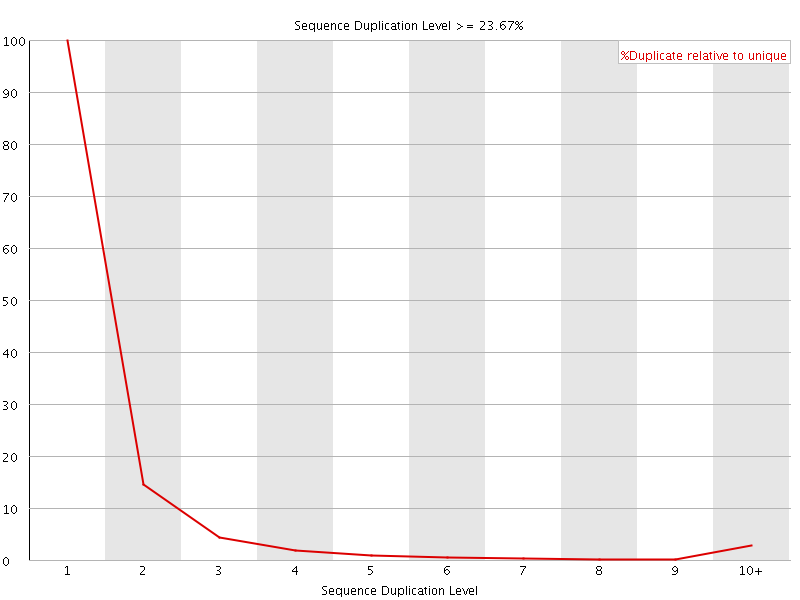 Sequence Duplication Level >= 23.67%
%Duplicate relative to unique
100
90
80
70
60
50
40
30
20
10
0
1 2 3 4 5 6 7 8 9 10+
Sequence Duplication Level